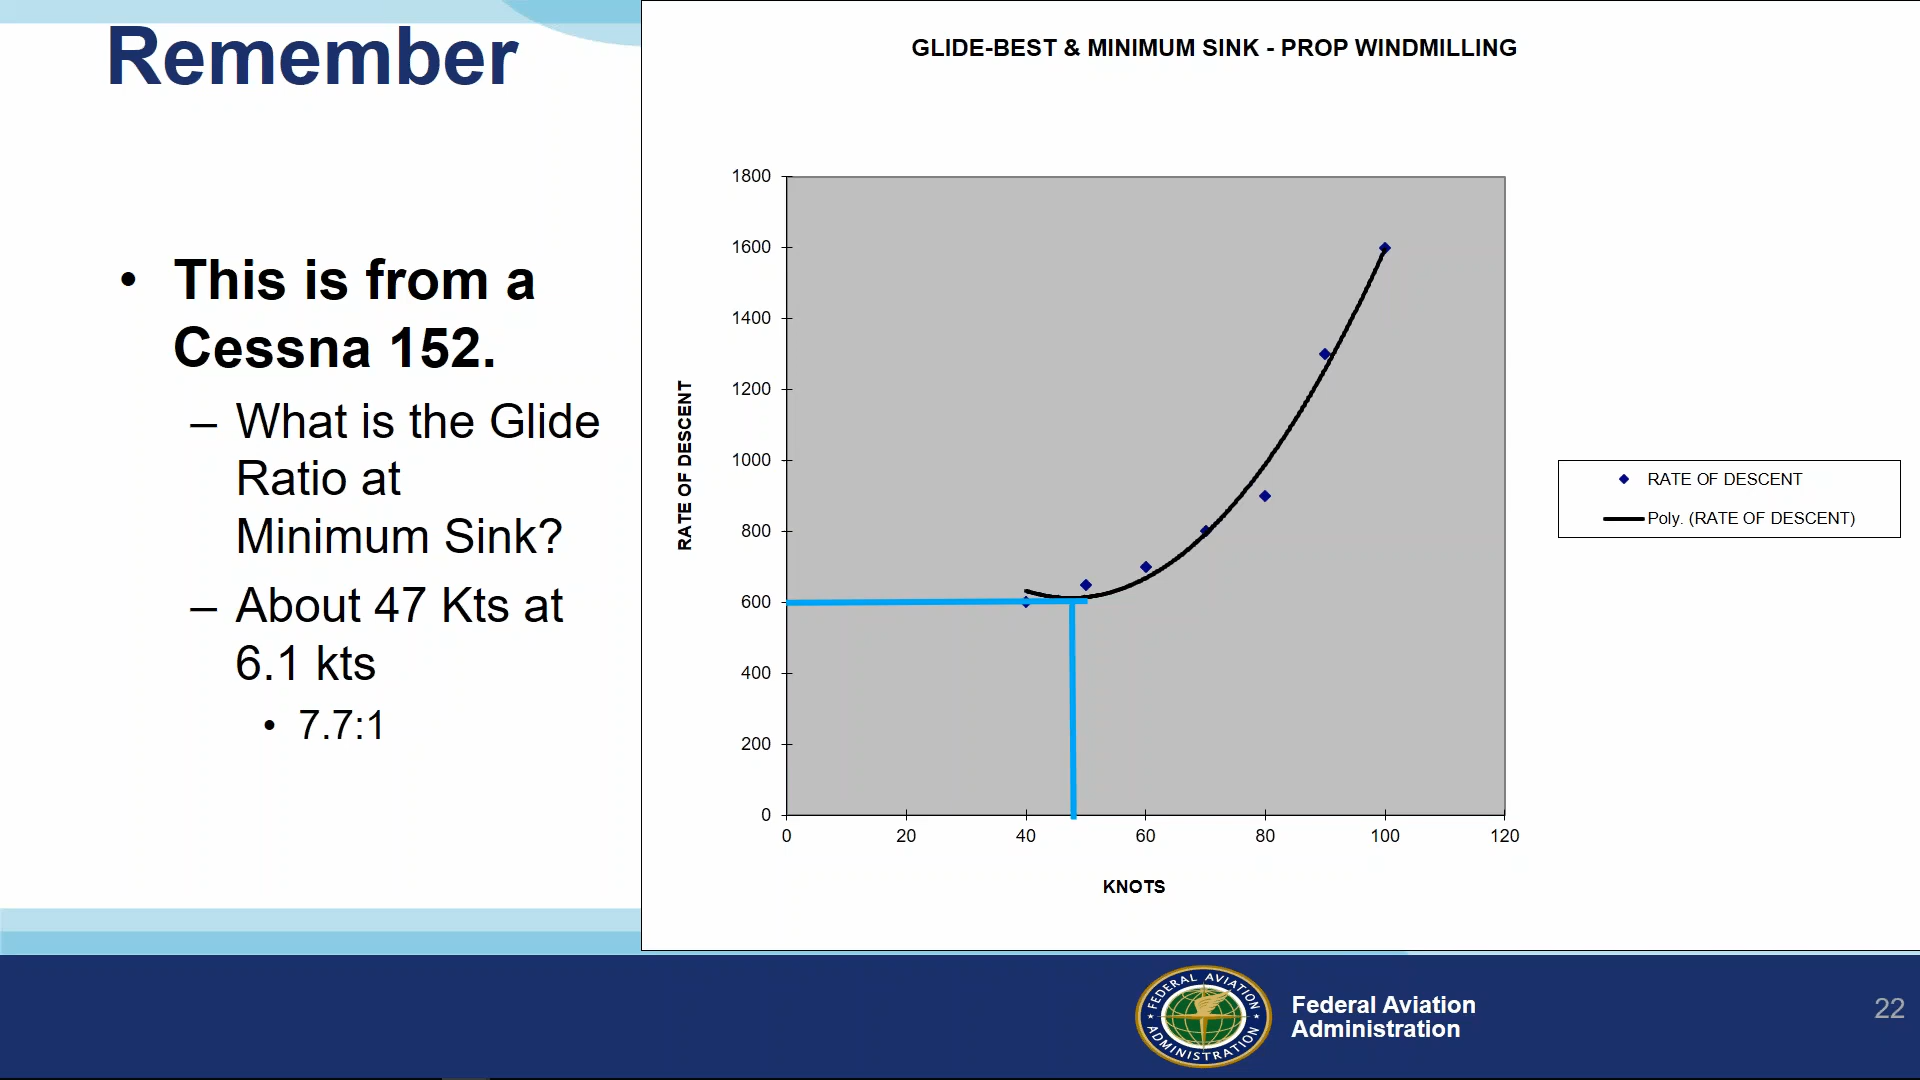 Remember
• This is from a
Cessna 152.
– What is the Glide
Ratio at
Minimum Sink?
– About 47 Kts at
6.1 kts
• 7.7:1
GLIDE-BEST & MINIMUM SINK - PROP WINDMILLING
RATE OF DESCENT
1800
1600
1400
1200
1000
800
600
400
200
0
0 20 40 60 80 100 120
KNOTS
RATE OF DESCENT
Poly. (RATE OF DESCENT)
FEDERAL AVIATION
ADMINISTRATION
Federal Aviation
Administration
22